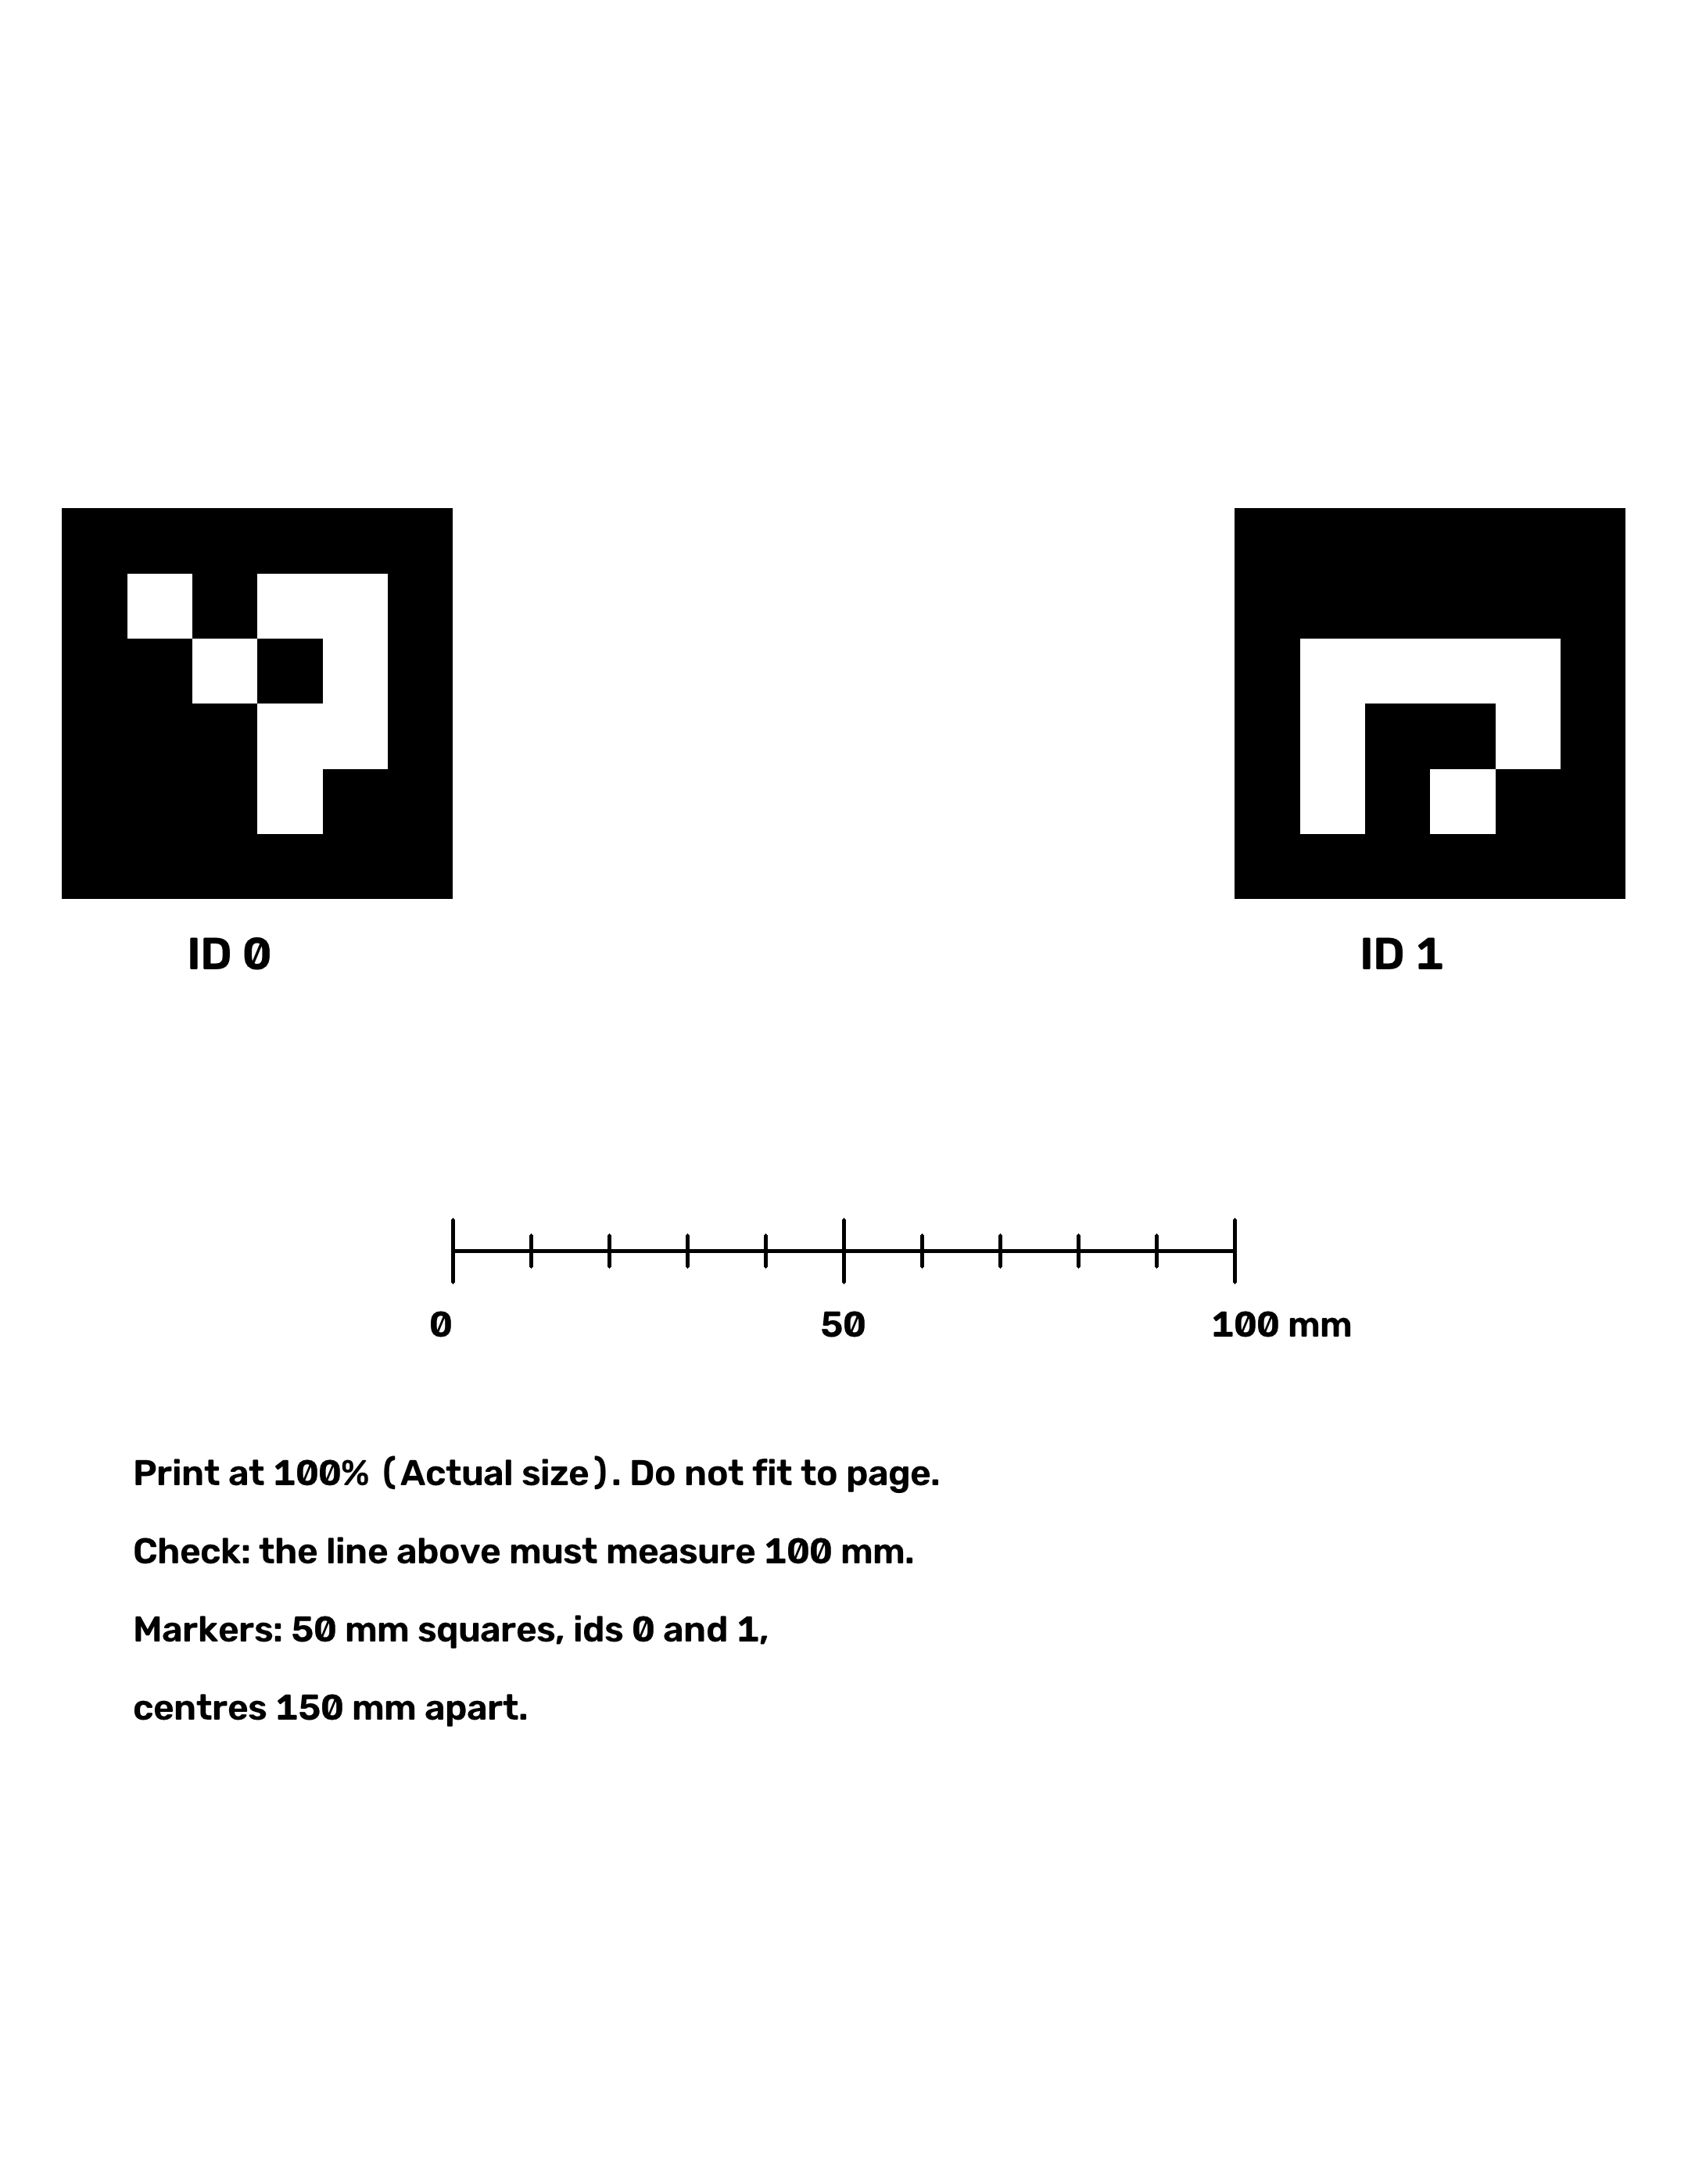 ID 0
ID 1
0 50 100 mm
Print at 100% (Actual size). Do not fit to page.
Check: the line above must measure 100 mm.
Markers: 50 mm squares, ids 0 and 1,
centres 150 mm apart.